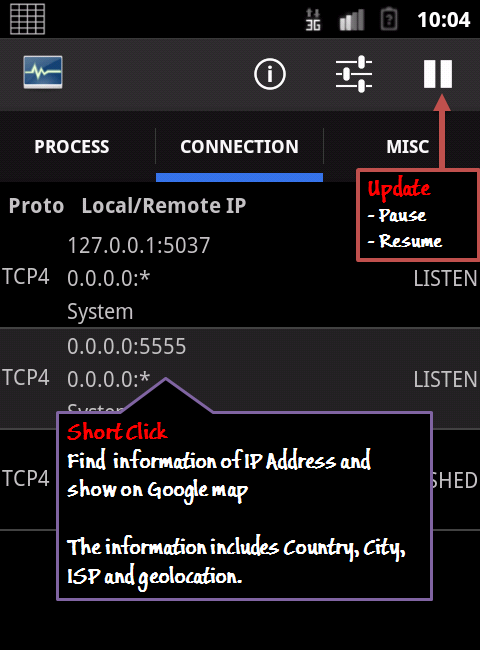 3G 10:04
PROCESS CONNECTION MISC
Update
- Pause
- Resume
Proto Local/Remote IP
127.0.0.1:5037
TCP4 0.0.0.0:* LISTEN
System
0.0.0.0:5555
TCP4 0.0.0.0:* LISTEN
Short Click
Find information of IP Address and
show on Google map
The information includes Country, City,
ISP and geolocation.
TCP4 SHED